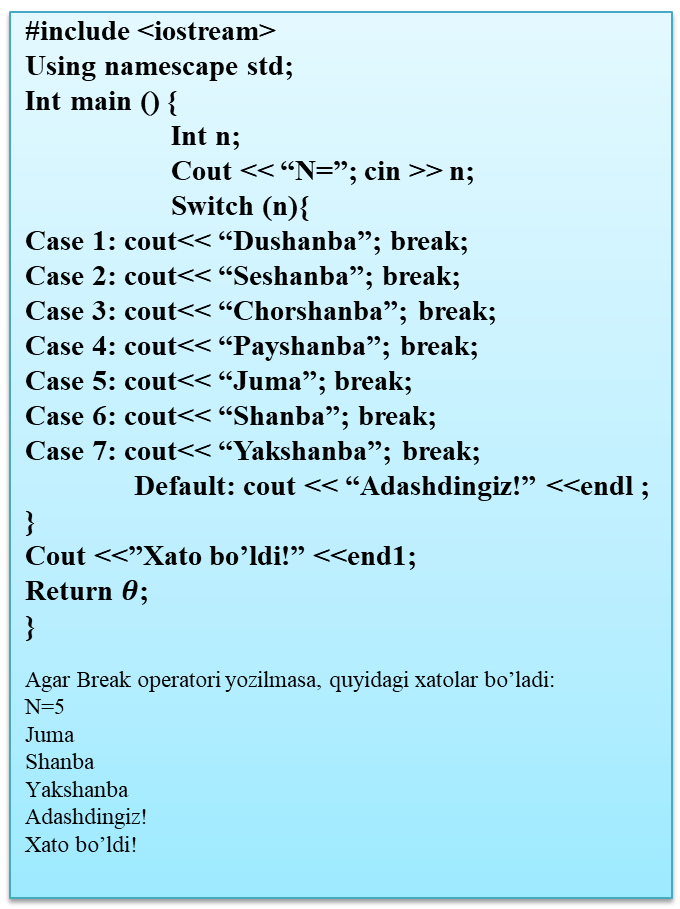 #include <iostream>
Using namescape std;
Int main () {
Int n;
Cout << “N=”; cin >> n;
Switch (n){
Case 1: cout<< “Dushanba”; break;
Case 2: cout<< “Seshanba”; break;
Case 3: cout<< “Chorshanba”; break;
Case 4: cout<< “Payshanba”; break;
Case 5: cout<< “Juma”; break;
Case 6: cout<< “Shanba”; break;
Case 7: cout<< “Yakshanba”; break;
Default: cout << “Adashdingiz!” <<endl ;
}
Cout <<”Xato bo’ldi!” <<end1;
Return 𝜽;
}
Agar Break operatori yozilmasa, quyidagi xatolar bo’ladi:
N=5
Juma
Shanba
Yakshanba
Adashdingiz!
Xato bo’ldi!